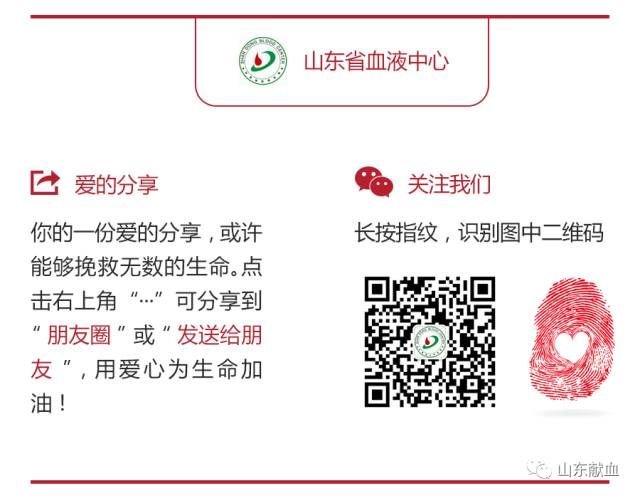 山东省血液中心
爱的分享
你的一份爱的分享，或许
能够挽救无数的生命。点
击右上角“…”可分享到
“朋友圈”或“发送给朋
友”，用爱心为生命加
油！
关注我们
长按指纹，识别图中二维码
山东献血